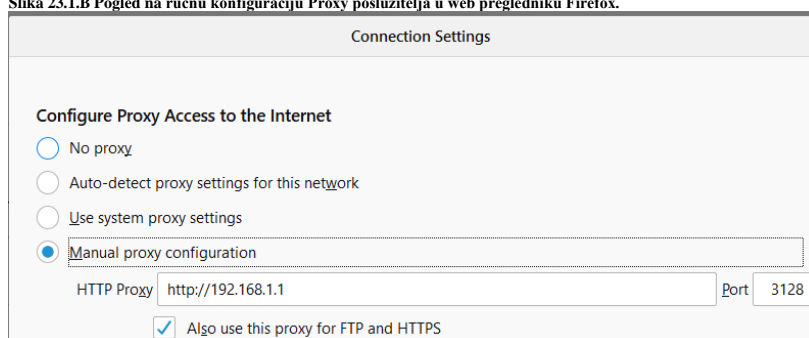 Slika 23.1.B Pogled na ručnu konfiguraciju Proxy poslužitelja u web pregledniku Firefox.
Connection Settings
Configure Proxy Access to the Internet
No proxy
Auto-detect proxy settings for this network
Use system proxy settings
Manual proxy configuration
HTTP Proxy http://192.168.1.1 Port 3128
Also use this proxy for FTP and HTTPS